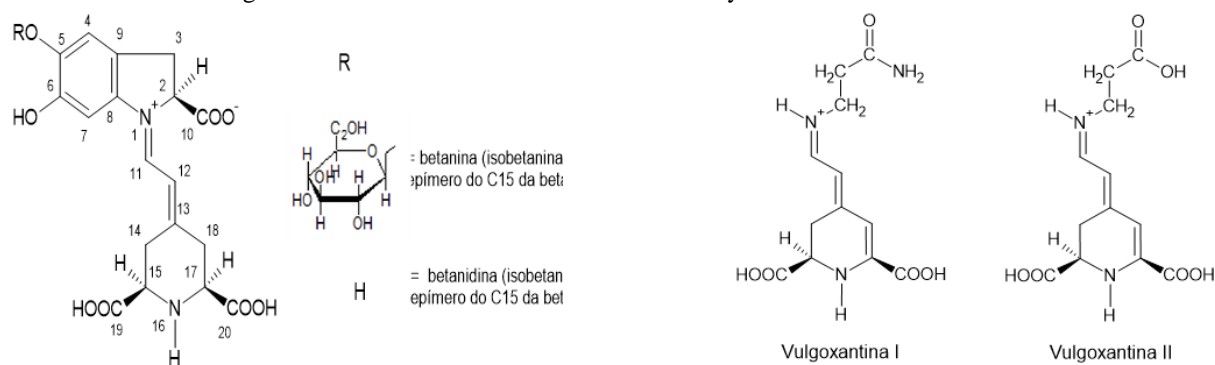 RO
5
4
9
3
H
6
HO
7
8
2
N
+
1
COO-
10
11
12
13
14
18
H
15
17
H
HOOC
19
16
N
H
COOH
20
R
C2OH
H
O
H
OH
H
H
HO
H
OH
= betanina (isobetanina
epímero do C15 da beta
H
= betanidina (isobetan
epímero do C15 da bet
O
H2C
NH2
H
N
+
CH2
H
HOOC
N
H
COOH
Vulgoxantina I
O
H2C
OH
H
N
+
CH2
H
HOOC
N
H
COOH
Vulgoxantina II